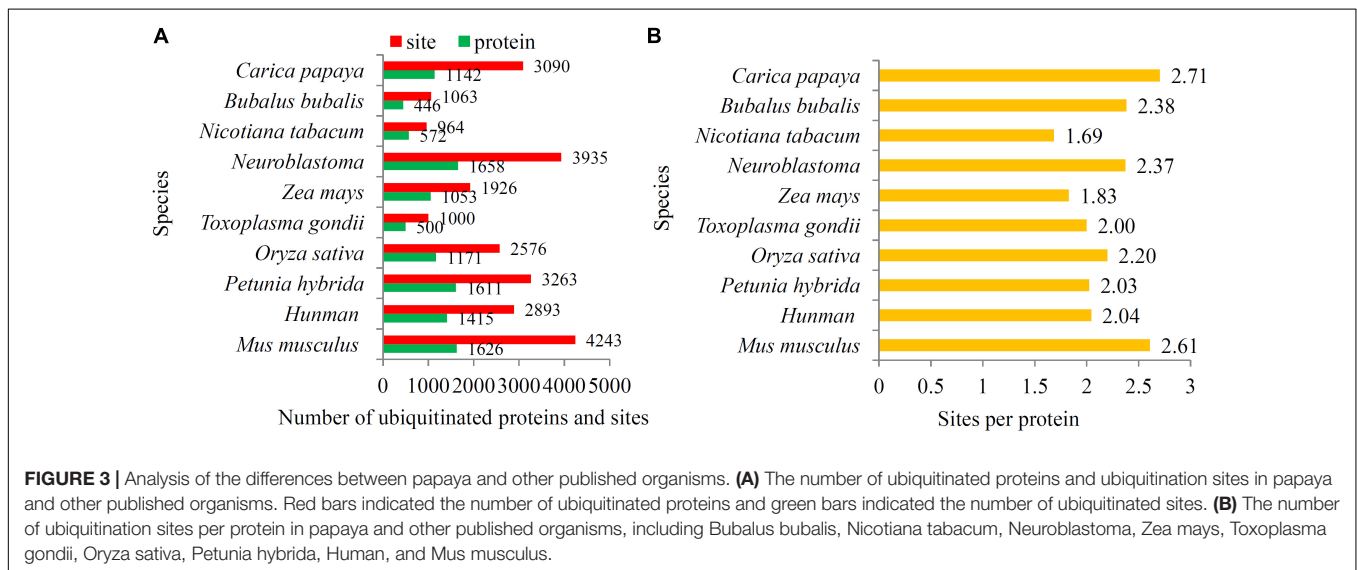 A
site protein
Carica papaya 3090
1142
Bubalus bubalis 1063
446
Nicotiana tabacum 964
572
Neuroblastoma 3935
1658
Zea mays 1926
1053
Toxoplasma gondii 1000
500
Oryza sativa 2576
1171
Petunia hybrida 3263
1611
Hunman 2893
1415
Mus musculus 4243
1626
Species
0 1000 2000 3000 4000 5000
Number of ubiquitinated proteins and sites
B
Carica papaya 2.71
Bubalus bubalis 2.38
Nicotiana tabacum 1.69
Neuroblastoma 2.37
Zea mays 1.83
Toxoplasma gondii 2.00
Oryza sativa 2.20
Petunia hybrida 2.03
Hunman 2.04
Mus musculus 2.61
Species
0 0.5 1 1.5 2 2.5 3
Sites per protein
FIGURE 3 | Analysis of the differences between papaya and other published organisms. (A) The number of ubiquitinated proteins and ubiquitination sites in papaya
and other published organisms. Red bars indicated the number of ubiquitinated proteins and green bars indicated the number of ubiquitinated sites. (B) The number
of ubiquitination sites per protein in papaya and other published organisms, including Bubalus bubalis, Nicotiana tabacum, Neuroblastoma, Zea mays, Toxoplasma
gondii, Oryza sativa, Petunia hybrida, Human, and Mus musculus.